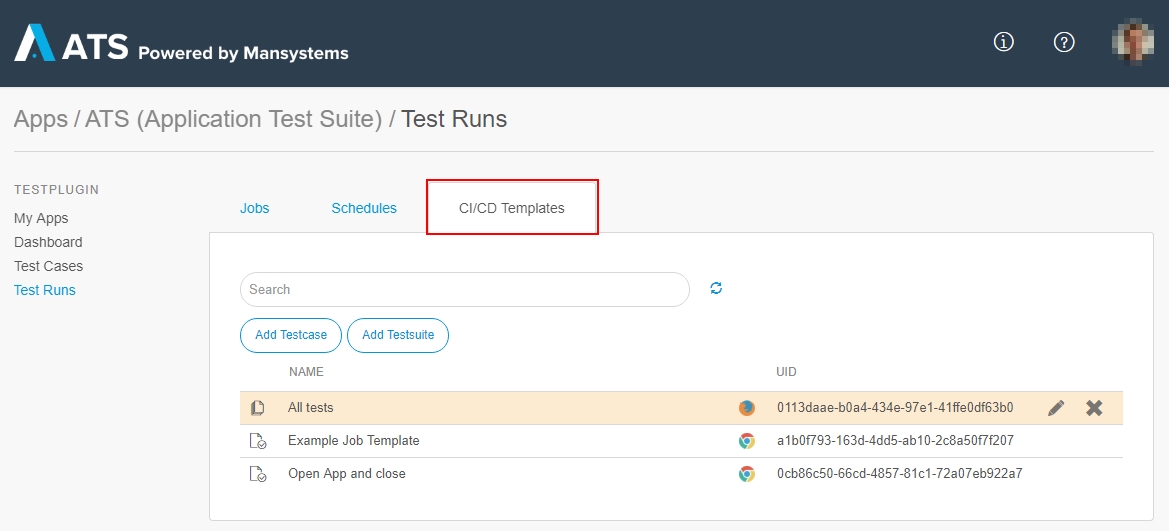 ATS Powered by Mansystems
Apps / ATS (Application Test Suite) / Test Runs
TESTPLUGIN
My Apps
Dashboard
Test Cases
Test Runs
Jobs Schedules CI/CD Templates
Search
Add Testcase Add Testsuite
NAME UID
All tests 0113daae-b0a4-434e-97e1-41ffe0df63b0
Example Job Template a1b0f793-163d-4dd5-ab10-2c8a50f7f207
Open App and close 0cb86c50-66cd-4857-81c1-72a07eb922a7